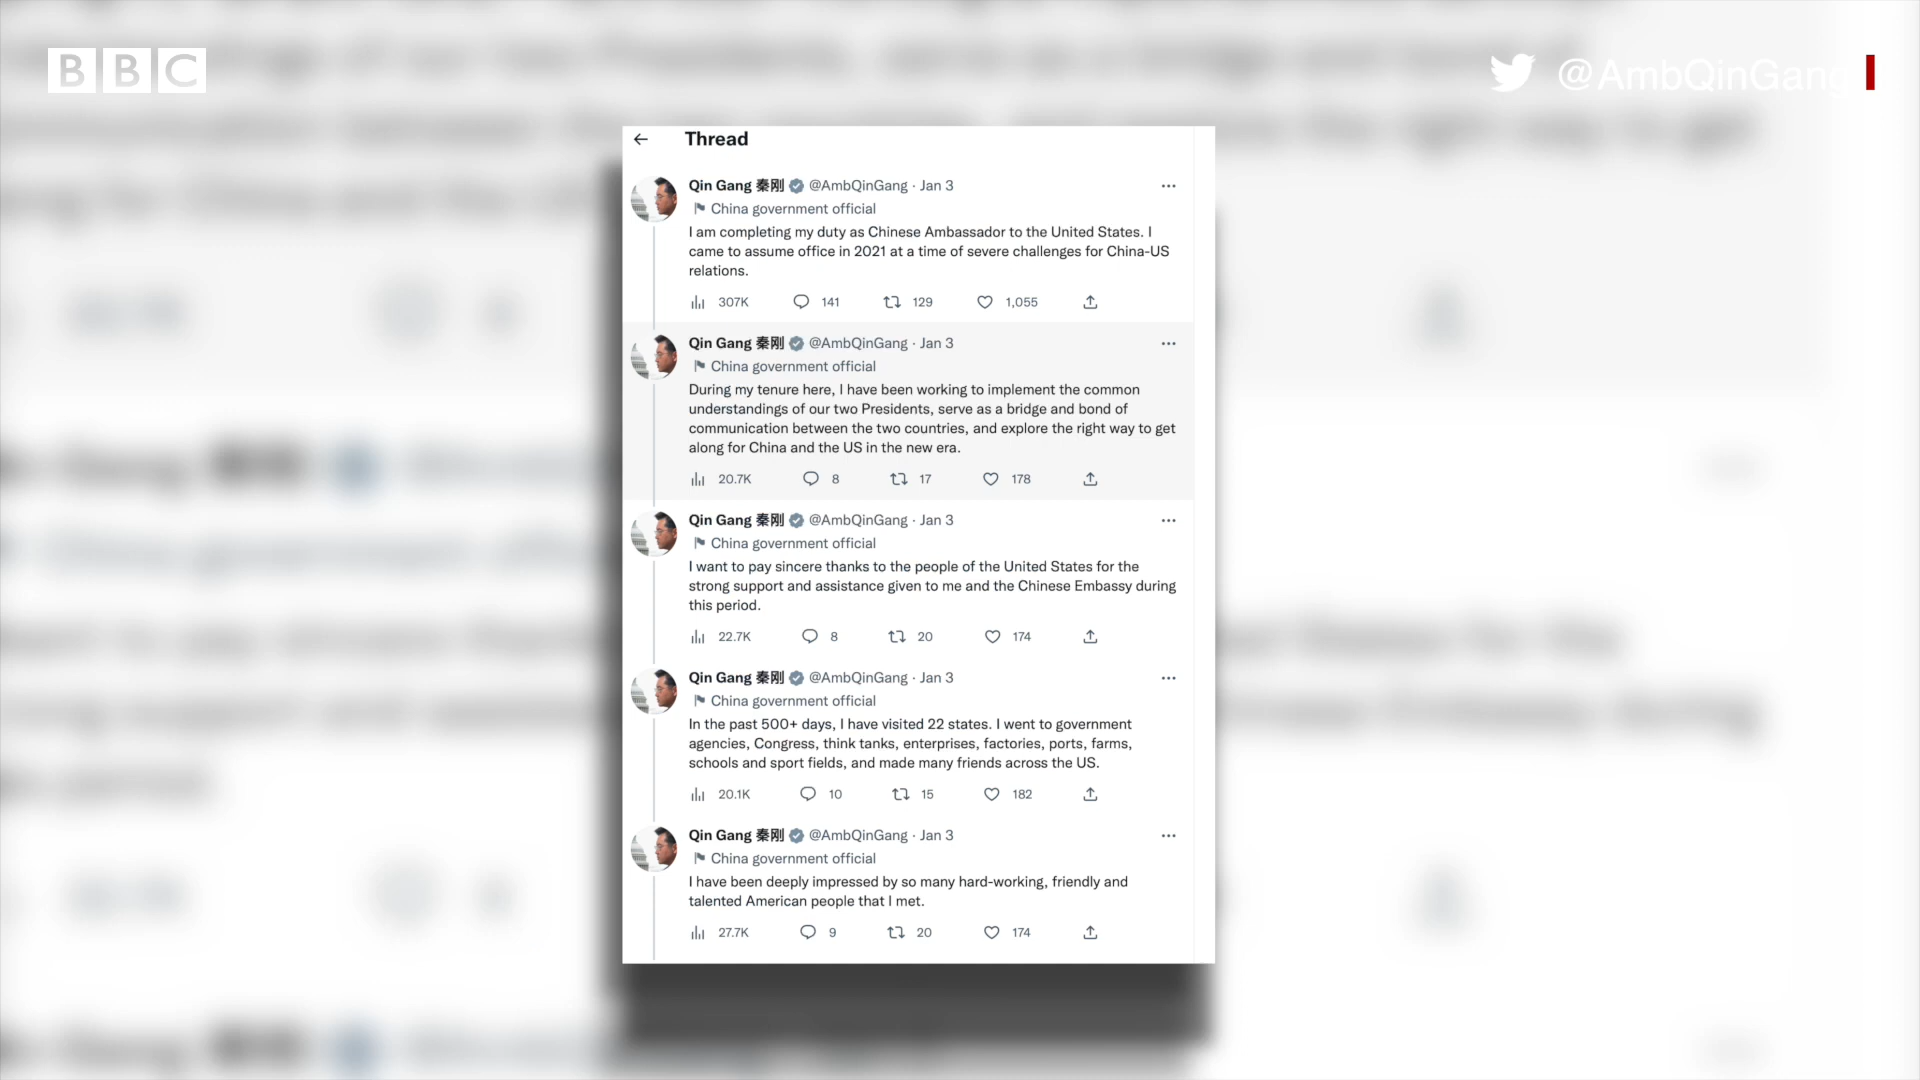 BBC
@AmbQinGang
Thread
Qin Gang 秦刚 @AmbQinGang · Jan 3
China government official
I am completing my duty as Chinese Ambassador to the United States. I
came to assume office in 2021 at a time of severe challenges for China-US
relations.
307K 141 129 1,055
Qin Gang 秦刚 @AmbQinGang · Jan 3
China government official
During my tenure here, I have been working to implement the common
understandings of our two Presidents, serve as a bridge and bond of
communication between the two countries, and explore the right way to get
along for China and the US in the new era.
20.7K 8 17 178
Qin Gang 秦刚 @AmbQinGang · Jan 3
China government official
I want to pay sincere thanks to the people of the United States for the
strong support and assistance given to me and the Chinese Embassy during
this period.
22.7K 8 20 174
Qin Gang 秦刚 @AmbQinGang · Jan 3
China government official
In the past 500+ days, I have visited 22 states. I went to government
agencies, Congress, think tanks, enterprises, factories, ports, farms,
schools and sport fields, and made many friends across the US.
20.1K 10 15 182
Qin Gang 秦刚 @AmbQinGang · Jan 3
China government official
I have been deeply impressed by so many hard-working, friendly and
talented American people that I met.
27.7K 9 20 174